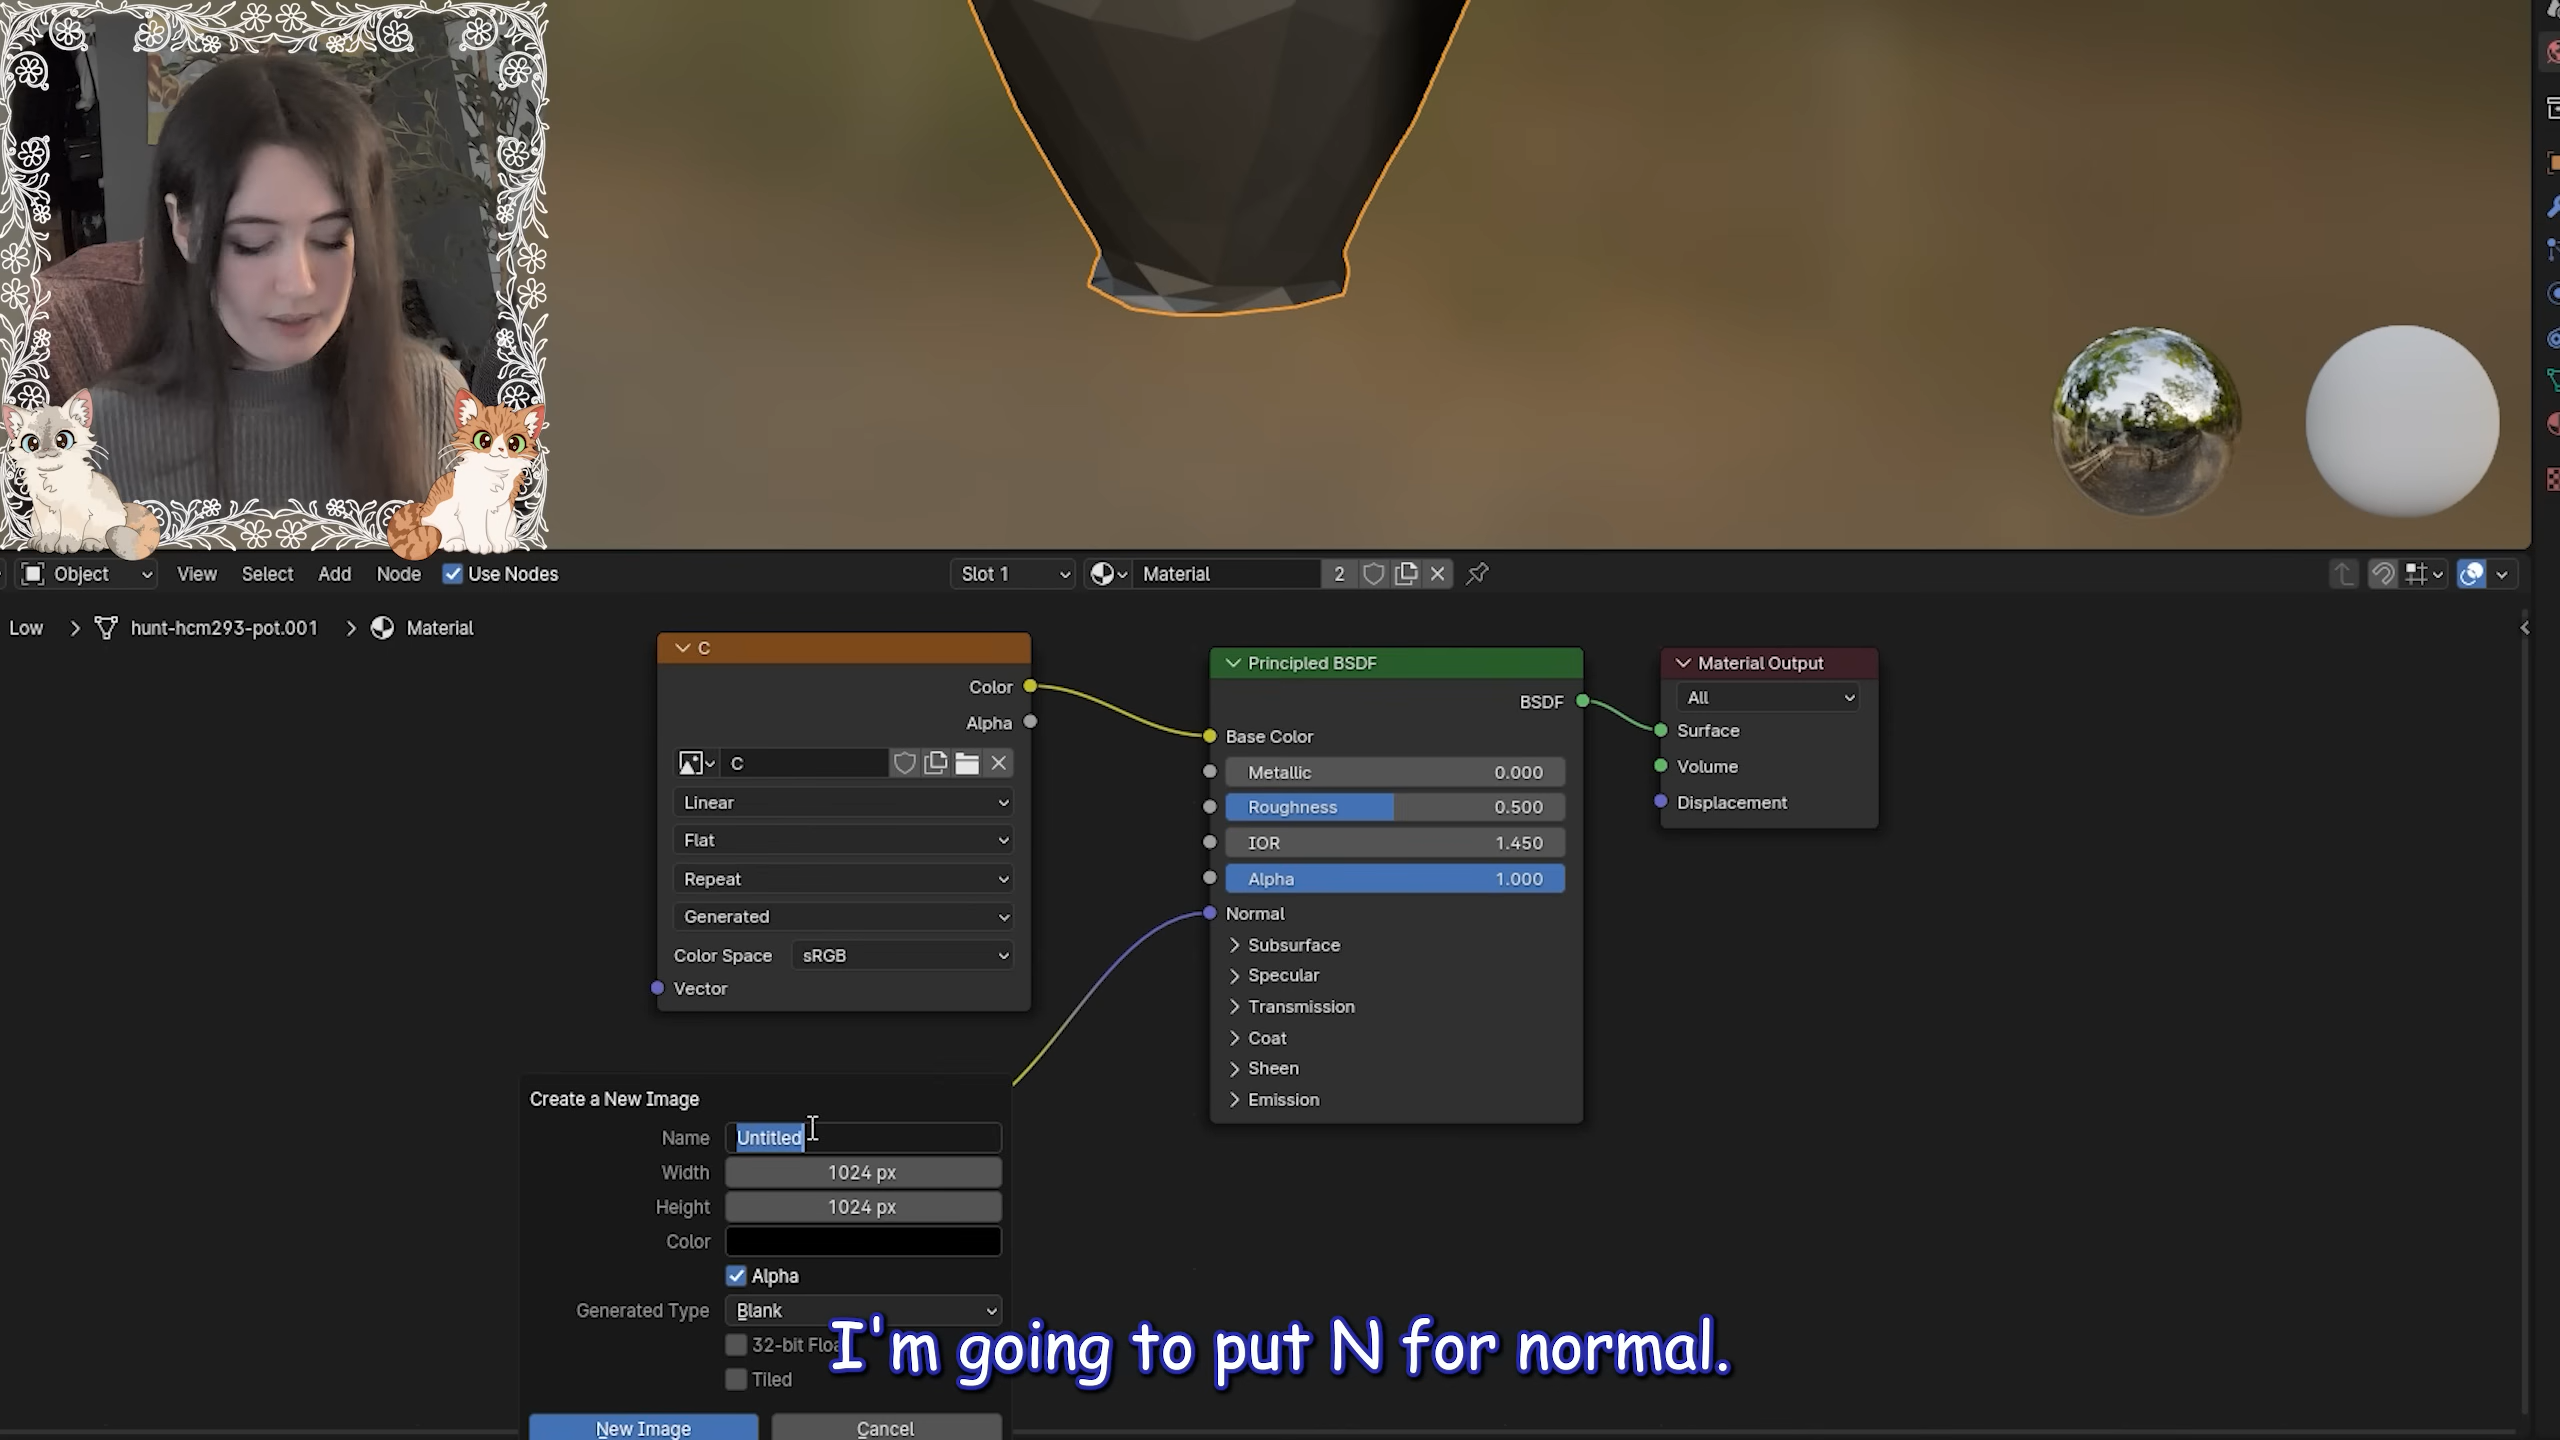 Object
View
Select
Add
Node
Use Nodes
Slot 1
Material
2
Low
hunt-hcm293-pot.001
Material
C
Color
Alpha
C
Linear
Flat
Repeat
Generated
Color Space
sRGB
Vector
Principled BSDF
BSDF
Base Color
Metallic 0.000
Roughness 0.500
IOR 1.450
Alpha 1.000
Normal
Subsurface
Specular
Transmission
Coat
Sheen
Emission
Material Output
All
Surface
Volume
Displacement
Create a New Image
Name Untitled
Width 1024 px
Height 1024 px
Color
Alpha
Generated Type Blank
32-bit Floa
Tiled
New Image
Cancel
I'm going to put N for normal.